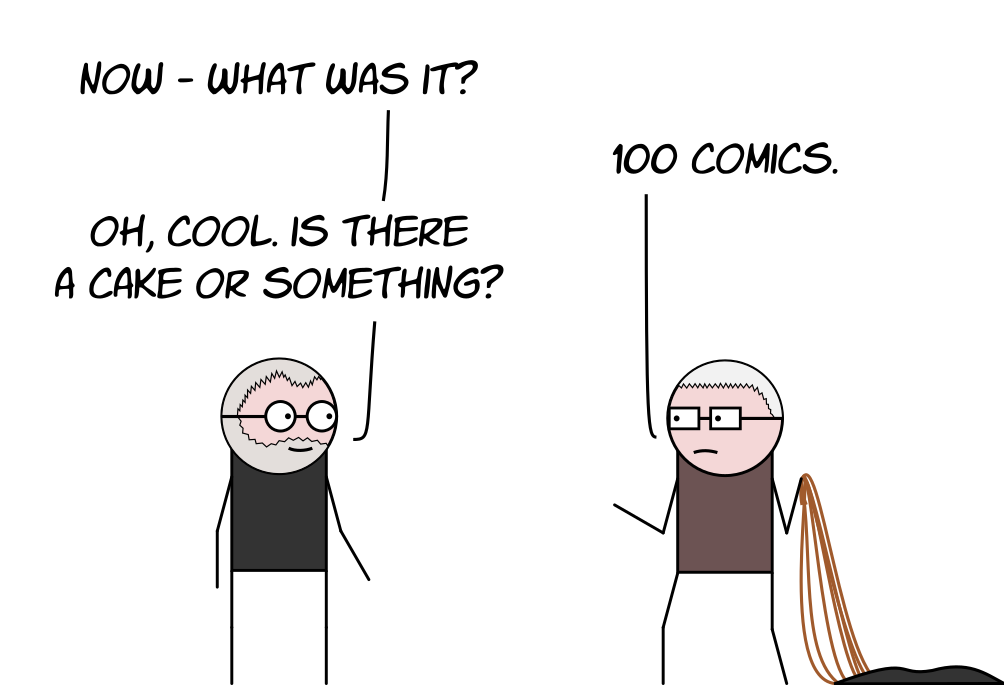 NOW - WHAT WAS IT?
100 COMICS.
OH, COOL. IS THERE
A CAKE OR SOMETHING?